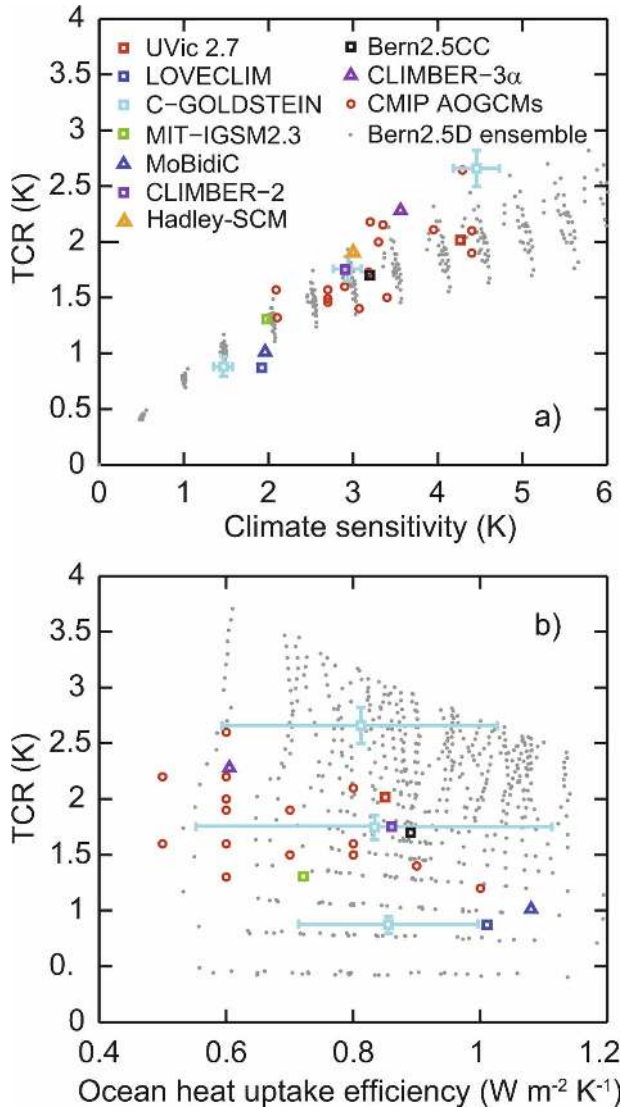 4
3.5
3
2.5
2
1.5
1
0.5
0
TCR (K)
UVic 2.7
LOVECLIM
C−GOLDSTEIN
MIT−IGSM2.3
MoBidiC
CLIMBER−2
Hadley−SCM
Bern2.5CC
CLIMBER−3α
CMIP AOGCMs
Bern2.5D ensemble
a)
0 1 2 3 4 5 6
Climate sensitivity (K)
4
3.5
3
2.5
2
1.5
1
0.
0
TCR (K)
b)
0.4 0.6 0.8 1 1.2
Ocean heat uptake efficiency (W m⁻² K⁻¹)